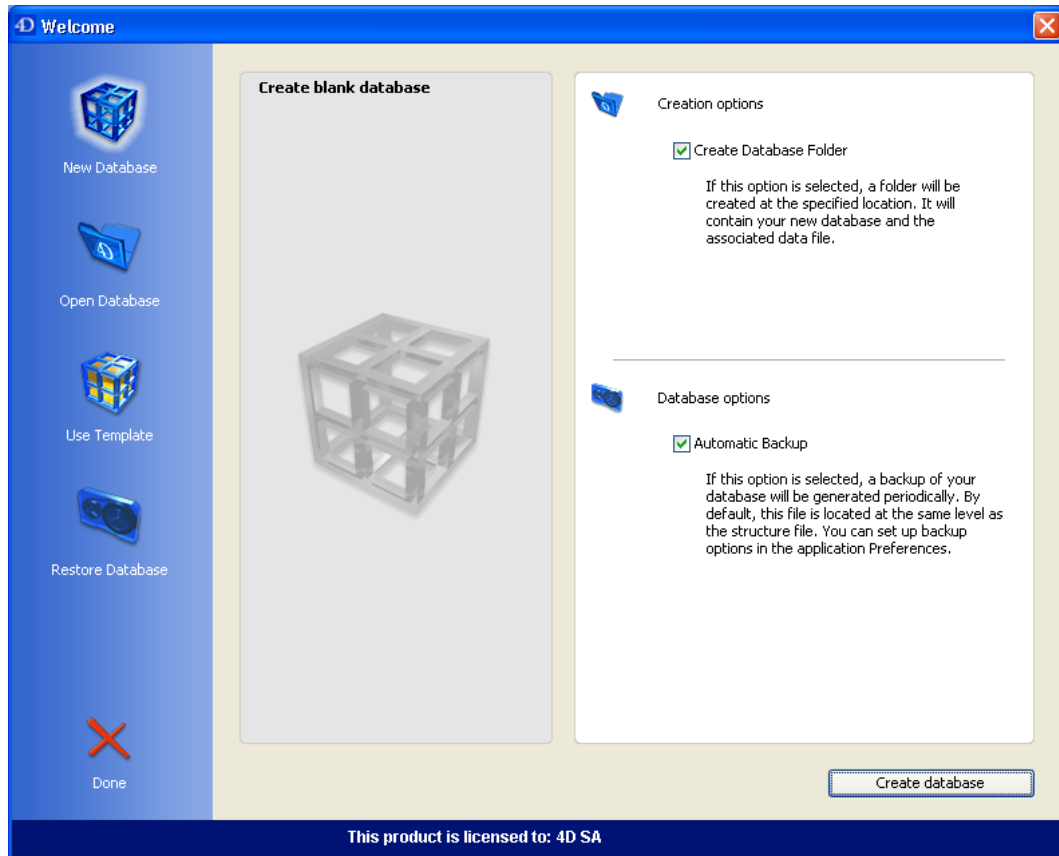 4D Welcome
New Database
Open Database
Use Template
Restore Database
Done
Create blank database
Creation options
Create Database Folder
If this option is selected, a folder will be
created at the specified location. It will
contain your new database and the
associated data file.
Database options
Automatic Backup
If this option is selected, a backup of your
database will be generated periodically. By
default, this file is located at the same level as
the structure file. You can set up backup
options in the application Preferences.
Create database
This product is licensed to: 4D SA